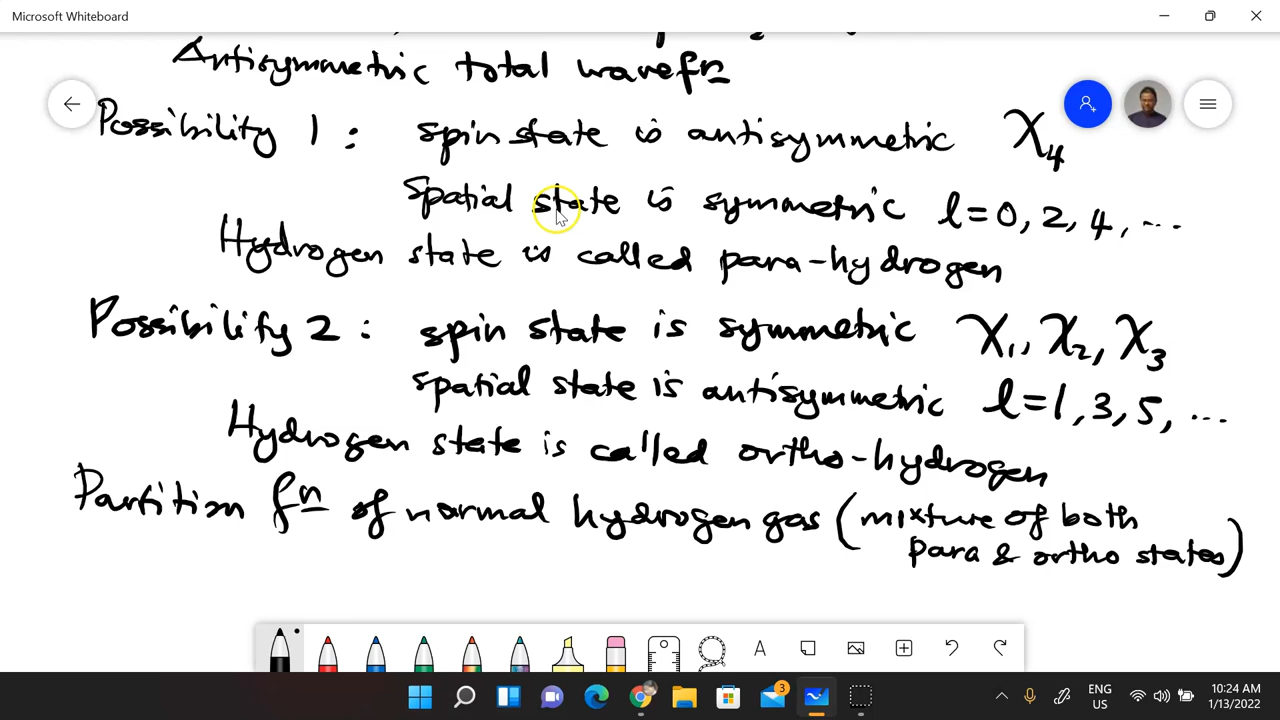 Microsoft Whiteboard
Antisymmetric total wavefn
Possibility 1 : spin state is antisymmetric χ4
Spatial state is symmetric l=0, 2, 4, ...
Hydrogen state is called para-hydrogen
Possibility 2 : spin state is symmetric χ1, χ2, χ3
spatial state is antisymmetric l=1, 3, 5, ...
Hydrogen state is called ortho-hydrogen
Partition fn of normal hydrogen gas (mixture of both
para & ortho states)
A
3
ENG
US
10:24 AM
1/13/2022